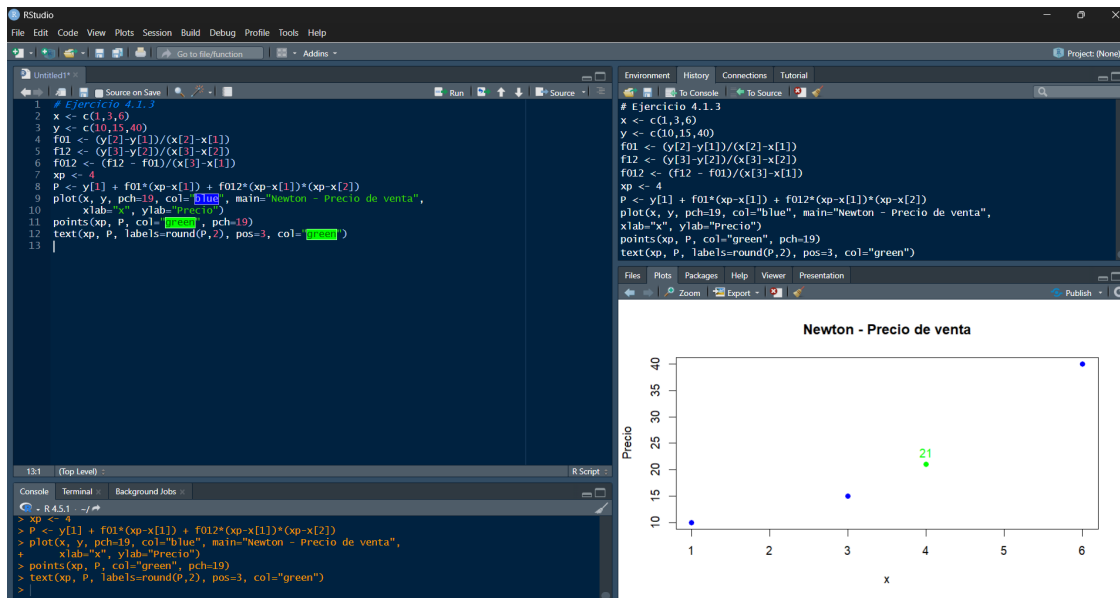 RStudio
File Edit Code View Plots Session Build Debug Profile Tools Help
Go to file/function Addins Project: (None)
Untitled1*
Source on Save Run Source
1 # Ejercicio 4.1.3
2 x <- c(1,3,6)
3 y <- c(10,15,40)
4 f01 <- (y[2]-y[1])/(x[2]-x[1])
5 f12 <- (y[3]-y[2])/(x[3]-x[2])
6 f012 <- (f12 - f01)/(x[3]-x[1])
7 xp <- 4
8 P <- y[1] + f01*(xp-x[1]) + f012*(xp-x[1])*(xp-x[2])
9 plot(x, y, pch=19, col="blue", main="Newton - Precio de venta",
10 xlab="x", ylab="Precio")
11 points(xp, P, col="green", pch=19)
12 text(xp, P, labels=round(P,2), pos=3, col="green")
13
13:1 (Top Level) R Script
Console Terminal Background Jobs
R 4.5.1 · ~/
> xp <- 4
> P <- y[1] + f01*(xp-x[1]) + f012*(xp-x[1])*(xp-x[2])
> plot(x, y, pch=19, col="blue", main="Newton - Precio de venta",
+ xlab="x", ylab="Precio")
> points(xp, P, col="green", pch=19)
> text(xp, P, labels=round(P,2), pos=3, col="green")
>
Environment History Connections Tutorial
To Console To Source
# Ejercicio 4.1.3
x <- c(1,3,6)
y <- c(10,15,40)
f01 <- (y[2]-y[1])/(x[2]-x[1])
f12 <- (y[3]-y[2])/(x[3]-x[2])
f012 <- (f12 - f01)/(x[3]-x[1])
xp <- 4
P <- y[1] + f01*(xp-x[1]) + f012*(xp-x[1])*(xp-x[2])
plot(x, y, pch=19, col="blue", main="Newton - Precio de venta",
xlab="x", ylab="Precio")
points(xp, P, col="green", pch=19)
text(xp, P, labels=round(P,2), pos=3, col="green")
Files Plots Packages Help Viewer Presentation
Zoom Export Publish
Newton - Precio de venta
40
35
30
25
20
15
10
Precio
21
1 2 3 4 5 6
x